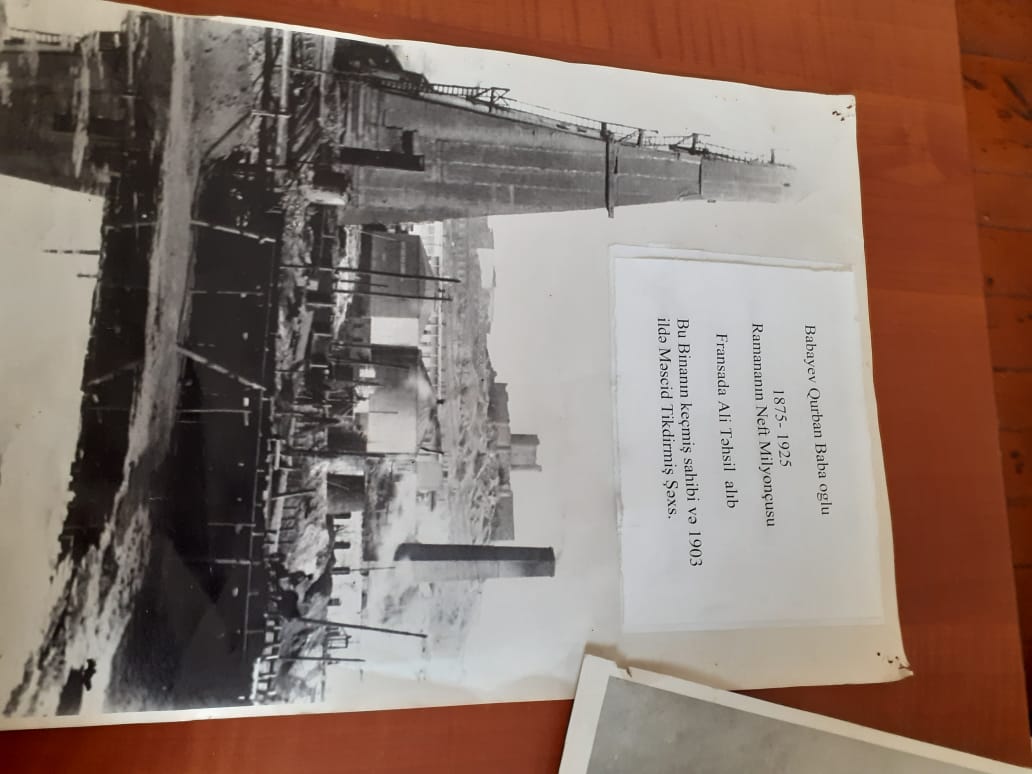 Babayev Qurban Baba oglu
1875- 1925
Ramananın Neft Milyonçusu
Fransada Ali Təhsil alıb
Bu Binanın keçmiş sahibi və 1903
ildə Məscid Tikdirmiş Şəxs.